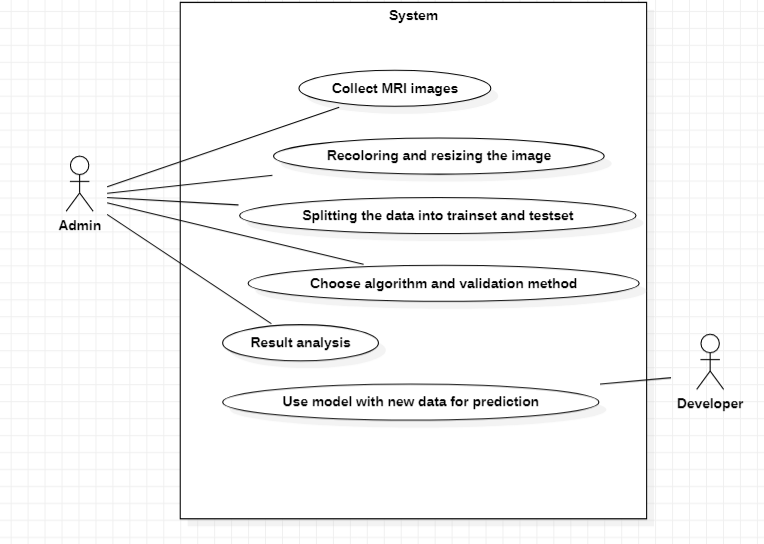 System
Collect MRI images
Recoloring and resizing the image
Admin
Splitting the data into trainset and testset
Choose algorithm and validation method
Result analysis
Use model with new data for prediction
Developer